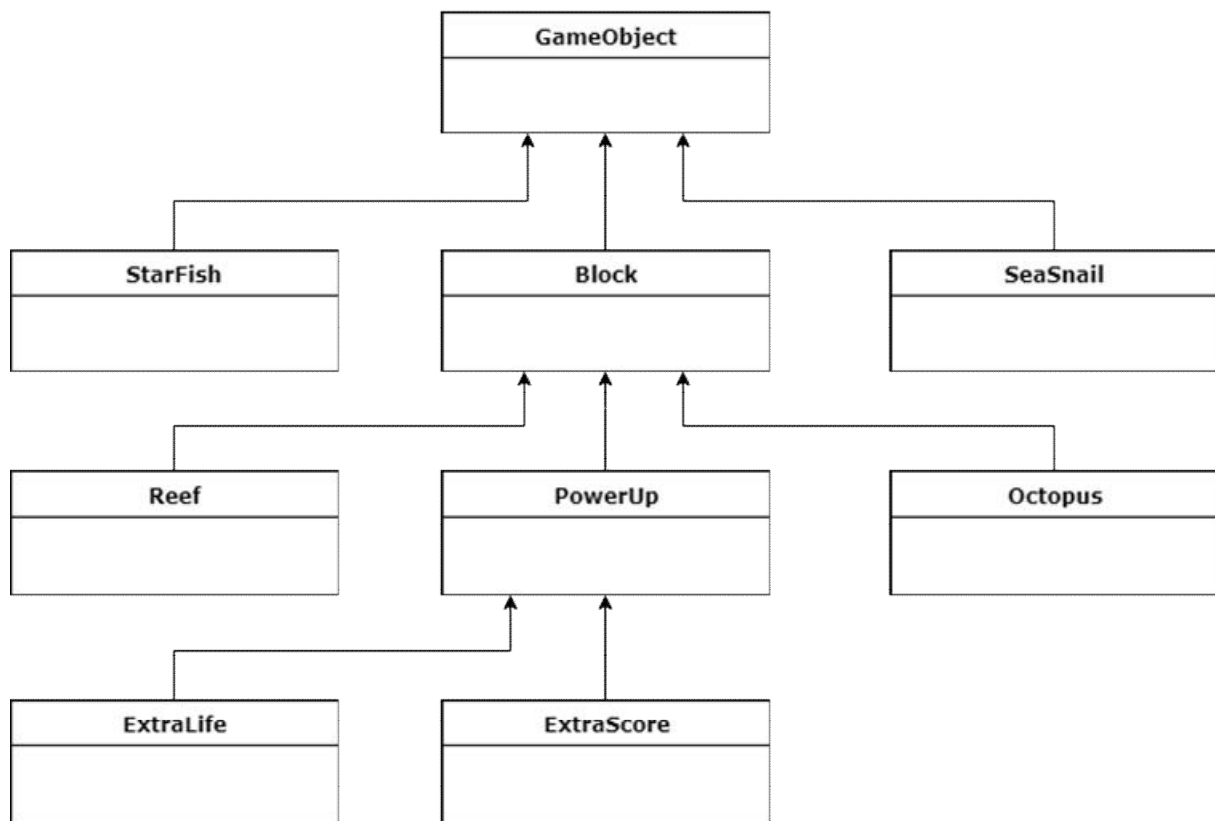 GameObject
StarFish
Block
SeaSnail
Reef
PowerUp
Octopus
ExtraLife
ExtraScore